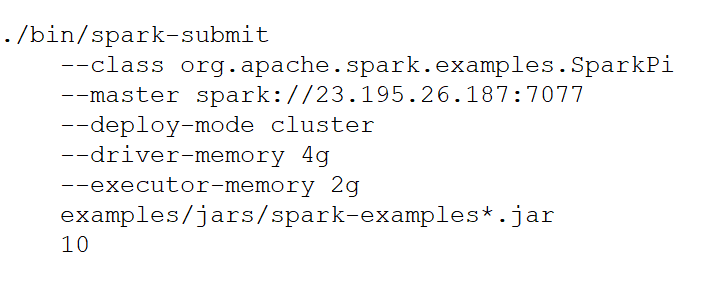 ./bin/spark-submit
--class org.apache.spark.examples.SparkPi
--master spark://23.195.26.187:7077
--deploy-mode cluster
--driver-memory 4g
--executor-memory 2g
examples/jars/spark-examples*.jar
10